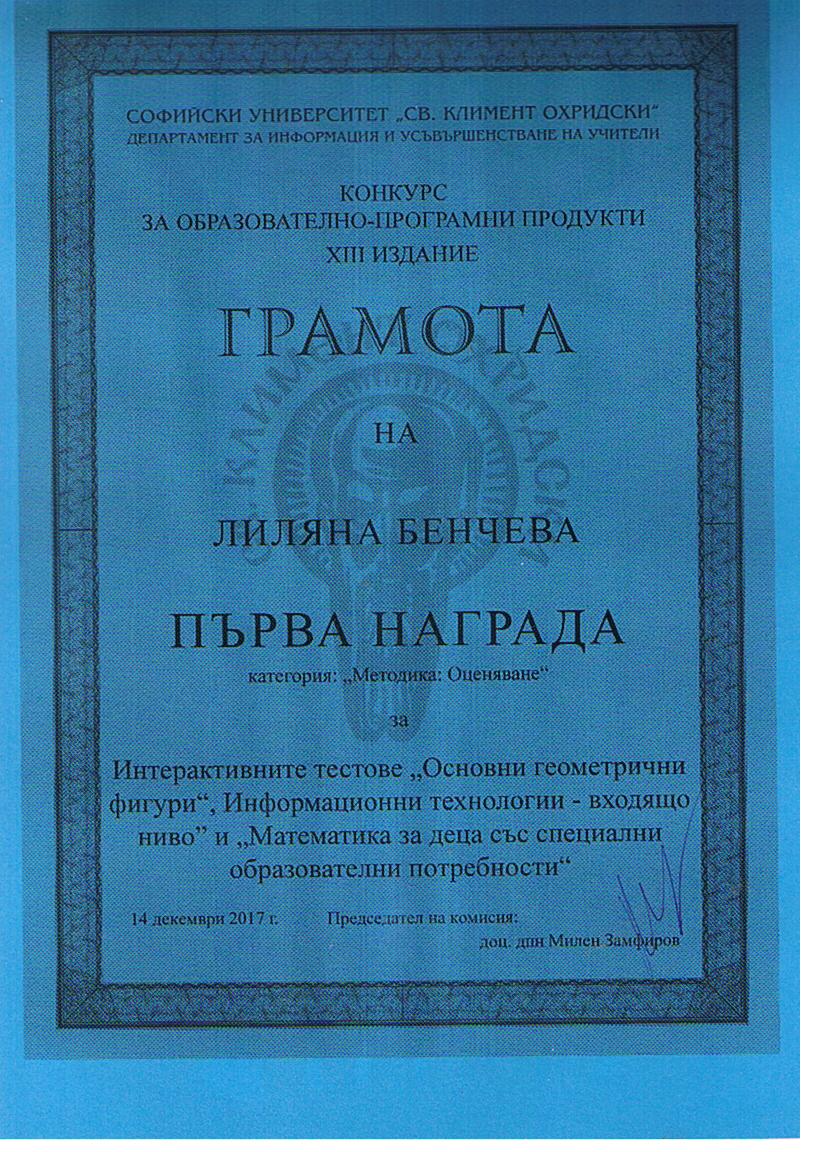 СОФИЙСКИ УНИВЕРСИТЕТ „СВ. КЛИМЕНТ ОХРИДСКИ“
ДЕПАРТАМЕНТ ЗА ИНФОРМАЦИЯ И УСЪВЪРШЕНСТВАНЕ НА УЧИТЕЛИ
КОНКУРС
ЗА ОБРАЗОВАТЕЛНО-ПРОГРАМНИ ПРОДУКТИ
XIII ИЗДАНИЕ
ГРАМОТА
НА
ЛИЛЯНА БЕНЧЕВА
ПЪРВА НАГРАДА
категория: „Методика: Оценяване“
за
Интерактивните тестове „Основни геометрични
фигури“, Информационни технологии - входящо
ниво” и „Математика за деца със специални
образователни потребности“
14 декември 2017 г. Председател на комисия:
доц. дпн Милен Замфиров
КЛИМЕНТ ОХРИДСКИ